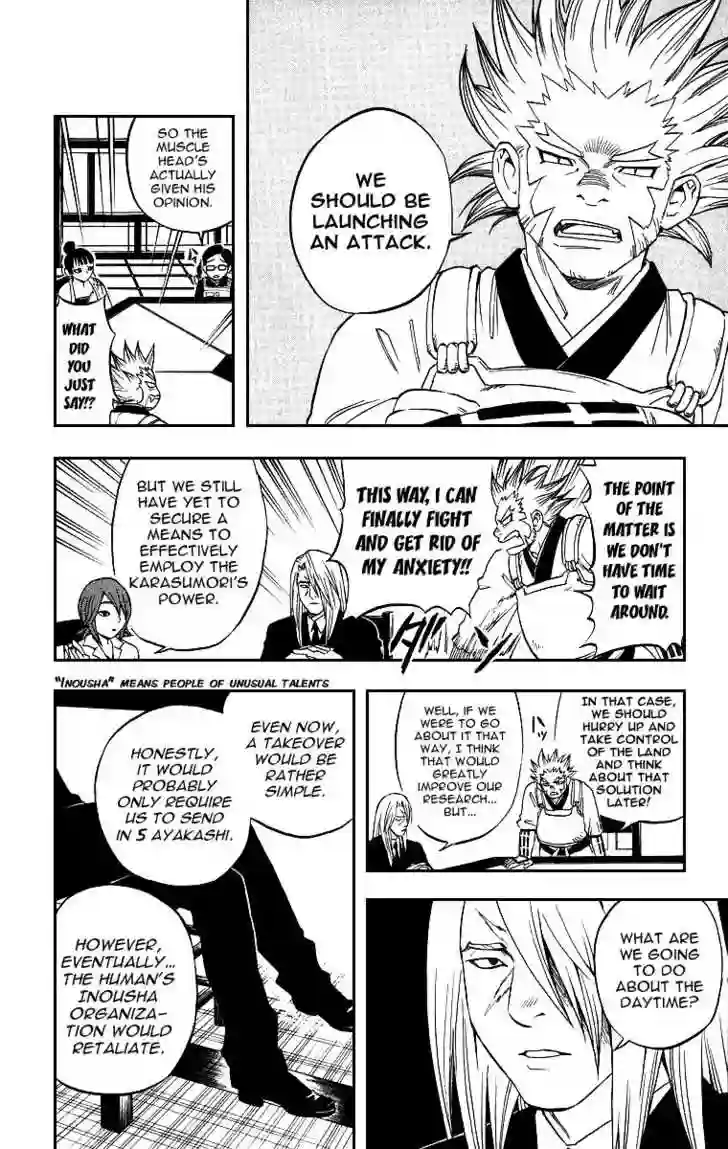 WE
SHOULD BE
LAUNCHING
AN ATTACK.
SO THE
MUSCLE
HEAD'S
ACTUALLY
GIVEN HIS
OPINION.
WHAT
DID
YOU
JUST
SAY!?
THE POINT
OF THE
MATTER IS
WE DON'T
HAVE TIME
TO WAIT
AROUND.
THIS WAY, I CAN
FINALLY FIGHT
AND GET RID OF
MY ANXIETY!!
ダン
BUT WE STILL
HAVE YET TO
SECURE A
MEANS TO
EFFECTIVELY
EMPLOY THE
KARASUMORI'S
POWER.
"INOUSHA" MEANS PEOPLE OF UNUSUAL TALENTS
IN THAT CASE,
WE SHOULD
HURRY UP AND
TAKE CONTROL
OF THE LAND
AND THINK
ABOUT THAT
SOLUTION
LATER!
WELL, IF WE
WERE TO GO
ABOUT IT THAT
WAY, I THINK
THAT WOULD
GREATLY
IMPROVE OUR
RESEARCH...
BUT...
EVEN NOW,
A TAKEOVER
WOULD BE
RATHER
SIMPLE.
HONESTLY,
IT WOULD
PROBABLY
ONLY REQUIRE
US TO SEND
IN 5 AYAKASHI.
HOWEVER,
EVENTUALLY...
THE HUMAN'S
INOUSHA
ORGANIZA-
TION WOULD
RETALIATE.
WHAT ARE
WE GOING
TO DO
ABOUT THE
DAYTIME?